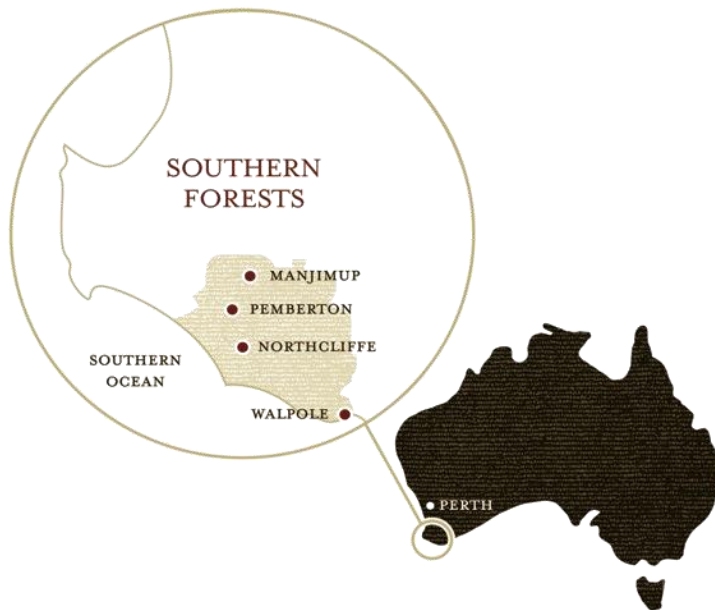 SOUTHERN
FORESTS
MANJIMUP
PEMBERTON
NORTHCLIFFE
SOUTHERN
OCEAN
WALPOLE
PERTH